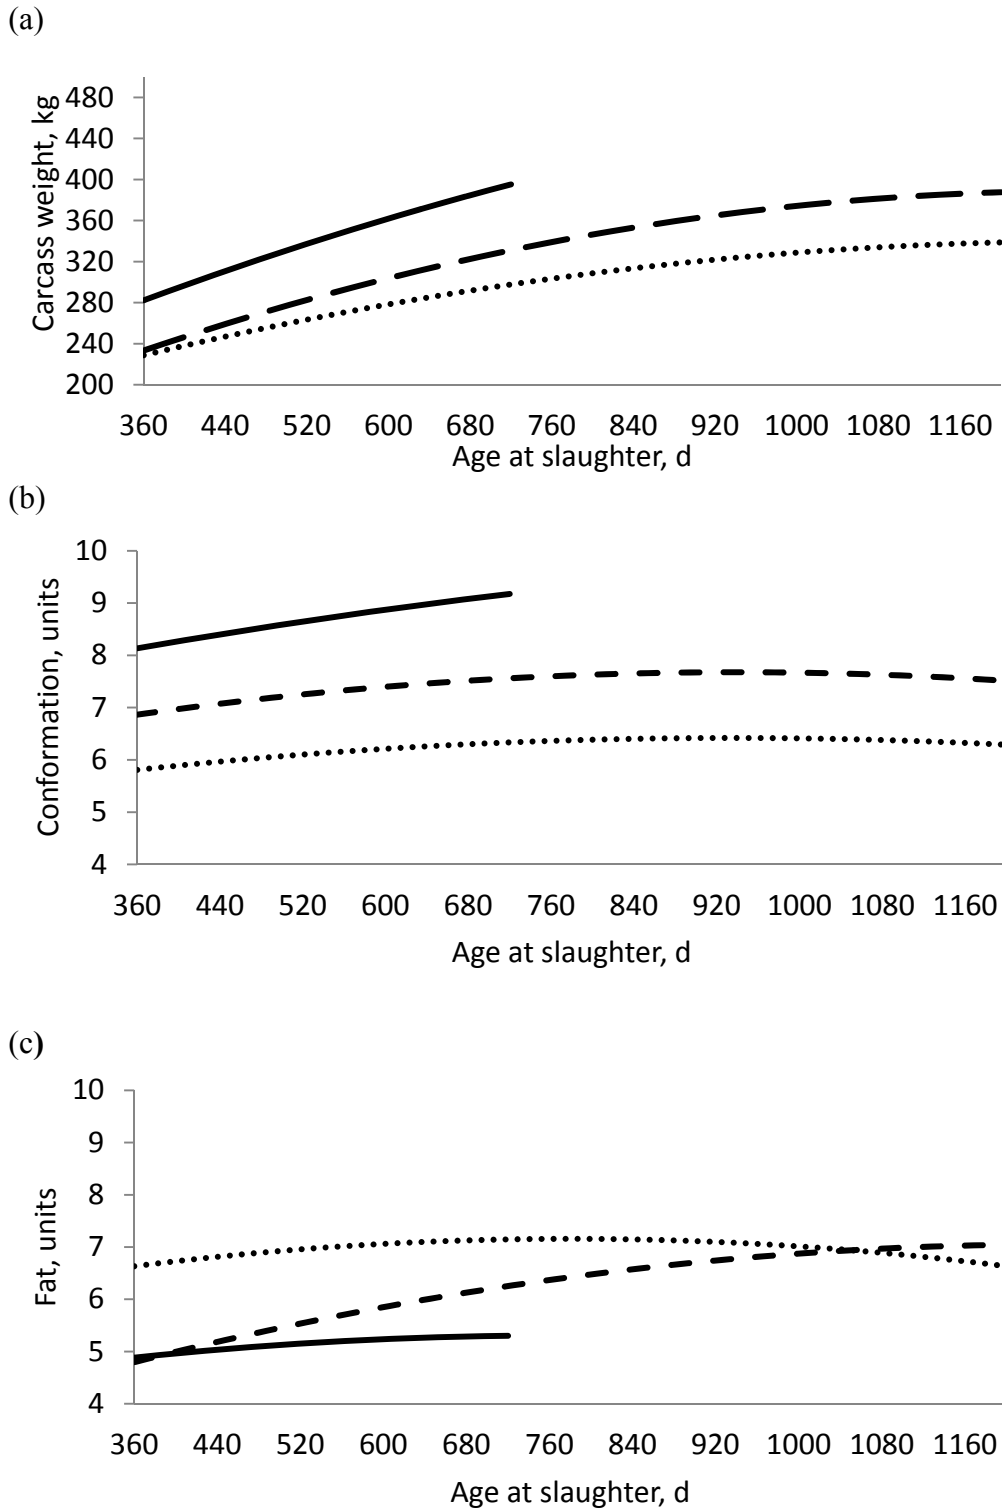 (a)
Carcass weight, kg
480
440
400
360
320
280
240
200
360 440 520 600 680 760 840 920 1000 1080 1160
Age at slaughter, d
(b)
Conformation, units
10
9
8
7
6
5
4
360 440 520 600 680 760 840 920 1000 1080 1160
Age at slaughter, d
(c)
Fat, units
10
9
8
7
6
5
4
360 440 520 600 680 760 840 920 1000 1080 1160
Age at slaughter, d